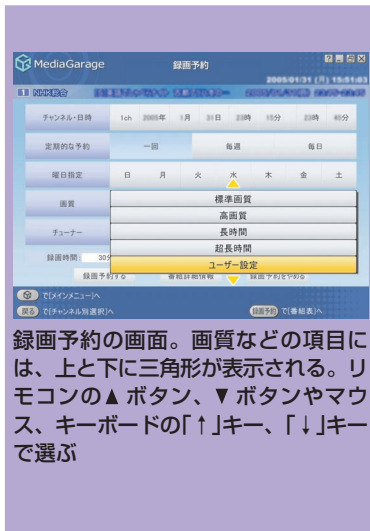 MediaGarage
録画予約
2005/01/31 (月) 15:51:03
1 NHK総合
チャンネル・日時 1ch 2005年 1月 31日 23時 15分 23時 45分
定期的な予約 一回 毎週 毎日
曜日指定 日 月 火 水 木 金 土
画質
標準画質
高画質
チューナー
長時間
超長時間
録画時間: 30分
ユーザー設定
録画予約する 番組詳細情報 録画予約をやめる
で[メインメニュー]へ
戻る で[チャンネル別選択]へ
録画予約 で[番組表]へ
録画予約の画面。画質などの項目に
は、上と下に三角形が表示される。リ
モコンの▲ボタン、▼ボタンやマウ
ス、キーボードの「↑」キー、「↓」キー
で選ぶ